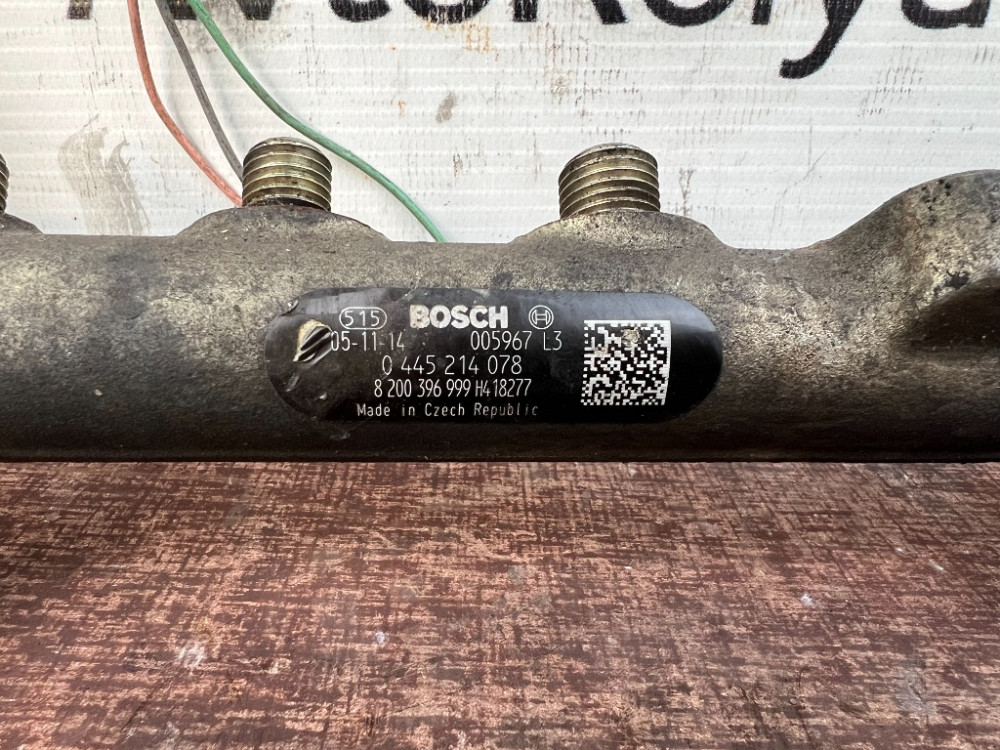 515 BOSCH
05-11-14 005967 L3
0 445 214 078
8 200 396 999 H418277
Made in Czech Republic